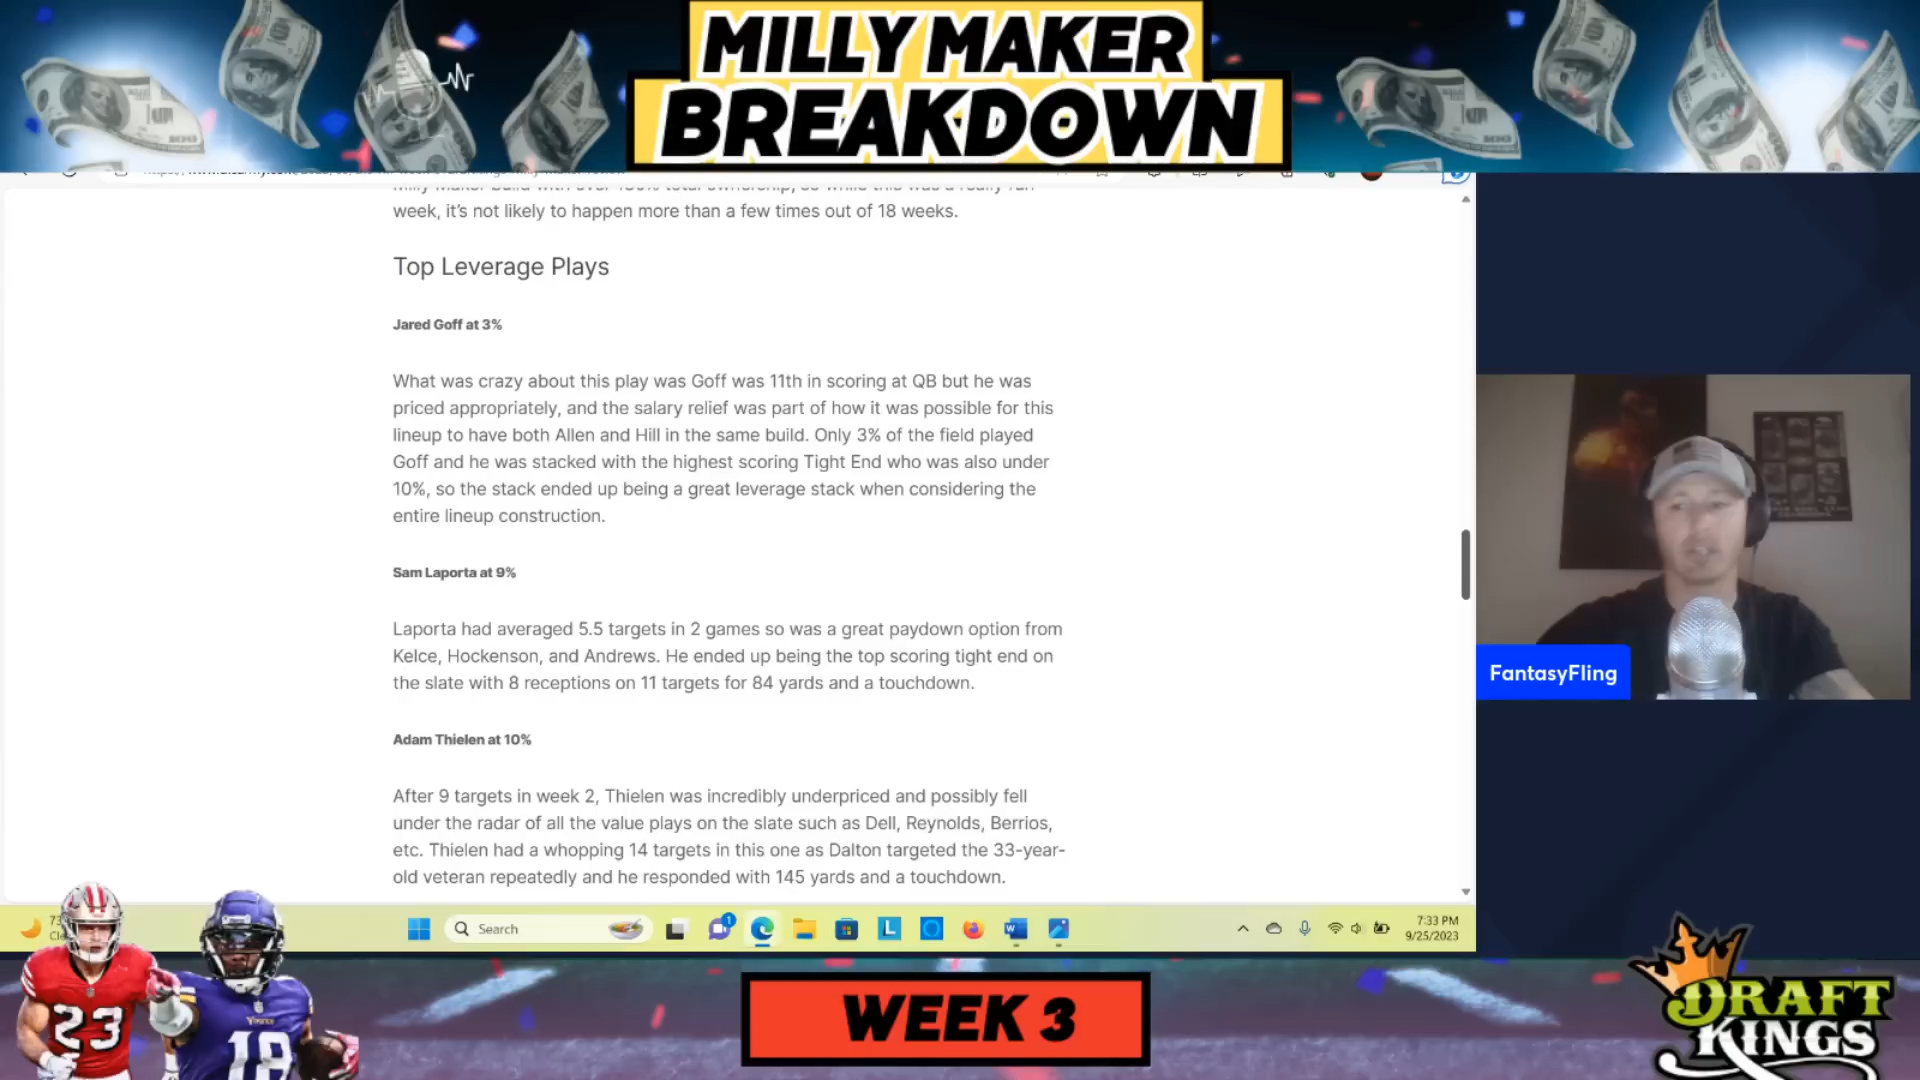 MILLY MAKER
BREAKDOWN
week, it's not likely to happen more than a few times out of 18 weeks.
Top Leverage Plays
Jared Goff at 3%
What was crazy about this play was Goff was 11th in scoring at QB but he was
priced appropriately, and the salary relief was part of how it was possible for this
lineup to have both Allen and Hill in the same build. Only 3% of the field played
Goff and he was stacked with the highest scoring Tight End who was also under
10%, so the stack ended up being a great leverage stack when considering the
entire lineup construction.
Sam Laporta at 9%
Laporta had averaged 5.5 targets in 2 games so was a great paydown option from
Kelce, Hockenson, and Andrews. He ended up being the top scoring tight end on
the slate with 8 receptions on 11 targets for 84 yards and a touchdown.
Adam Thielen at 10%
After 9 targets in week 2, Thielen was incredibly underpriced and possibly fell
under the radar of all the value plays on the slate such as Dell, Reynolds, Berrios,
etc. Thielen had a whopping 14 targets in this one as Dalton targeted the 33-year-
old veteran repeatedly and he responded with 145 yards and a touchdown.
FantasyFling
Search
1
L
W
7:33 PM
9/25/2023
23
18
WEEK 3
DRAFT
KINGS